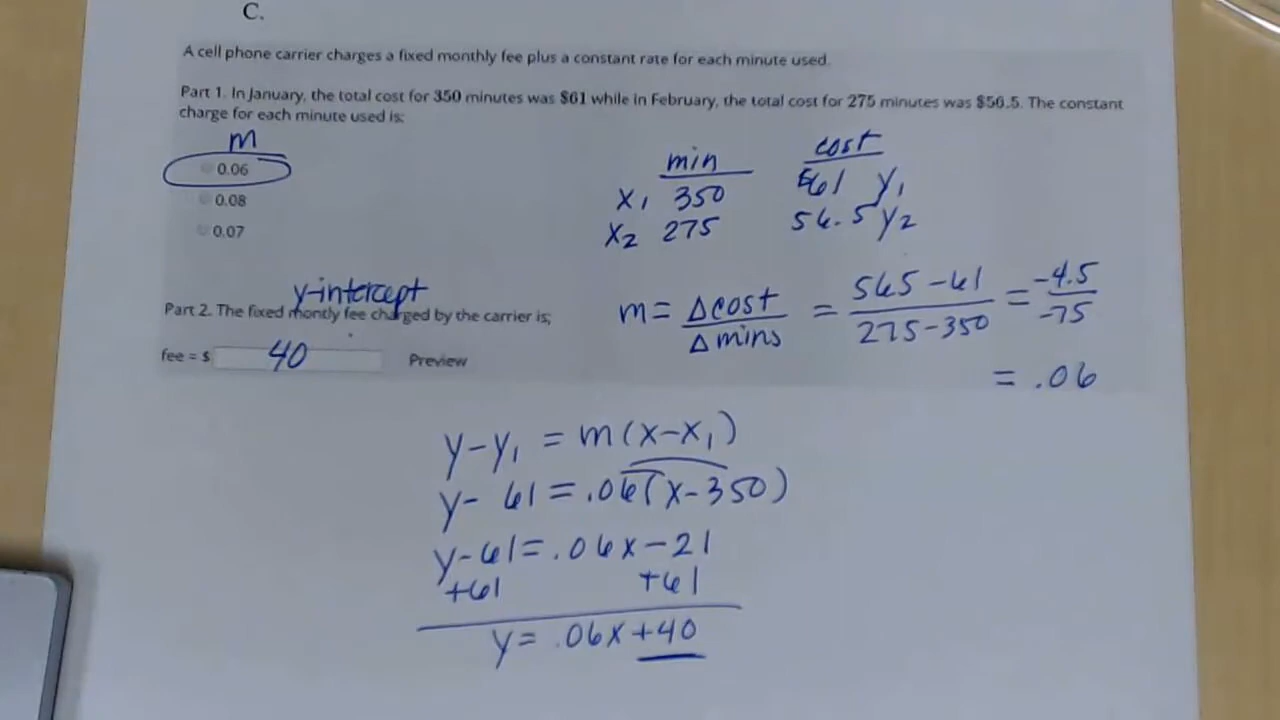 C.
A cell phone carrier charges a fixed monthly fee plus a constant rate for each minute used.
Part 1. In January, the total cost for 350 minutes was $61 while in February, the total cost for 275 minutes was $56.5. The constant
charge for each minute used is:
m
0.06
0.08
0.07
min cost
x₁ 350 $61 y₁
x₂ 275 56.5 y₂
y-intercept
Part 2. The fixed montly fee charged by the carrier is;
fee = $ 40 Preview
m = Δcost / Δmins = 56.5 - 61 / 275 - 350 = -4.5 / -75
= .06
y - y₁ = m(x - x₁)
y - 61 = .06(x - 350)
y - 61 = .06x - 21
+61 +61
y = .06x + 40